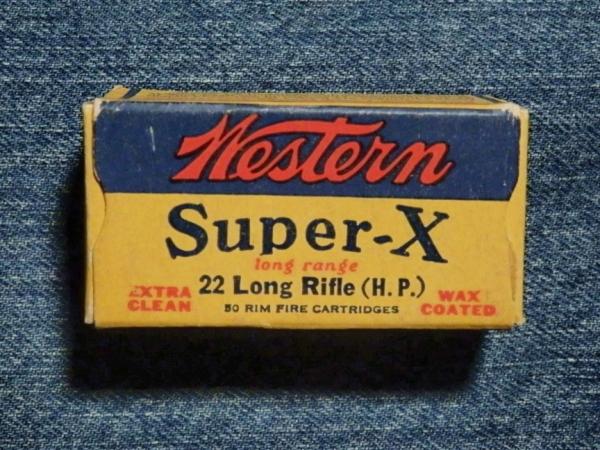 Western
Super-X
long range
22 Long Rifle (H.P.)
EXTRA CLEAN
50 RIM FIRE CARTRIDGES
WAX COATED